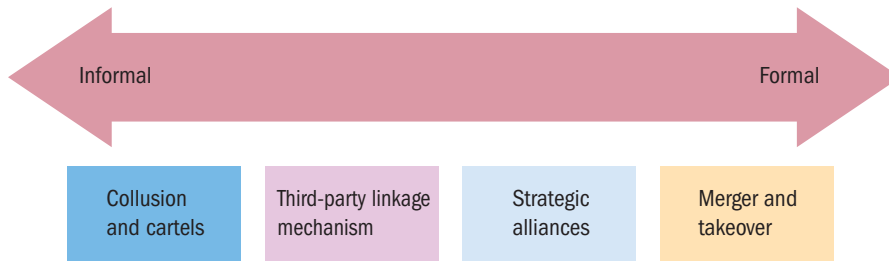 Informal
Formal
Collusion
and cartels
Third-party linkage
mechanism
Strategic
alliances
Merger and
takeover